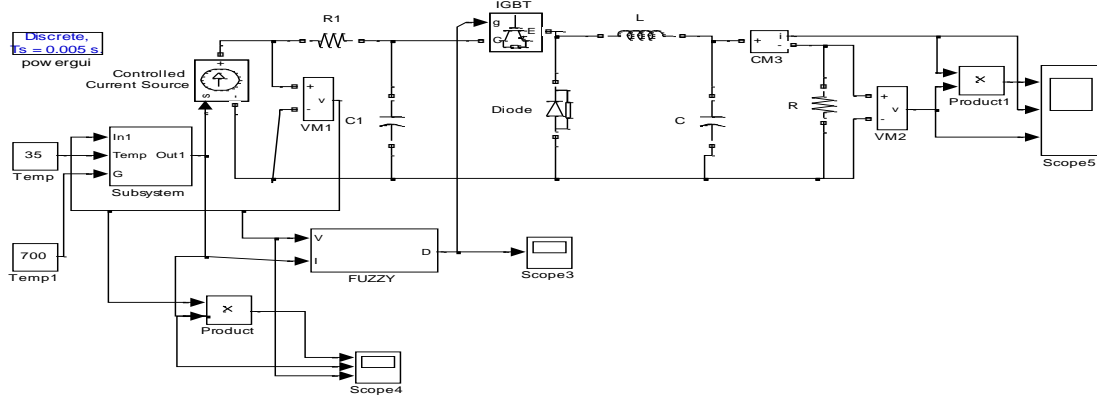 Discrete,
Ts = 0.005 s.
powergui
Controlled
Current Source
+
-
s
R1
+
-
v
VM1
C1
IGBT
g
C
E
Diode
L
C
+
-
i
CM3
R
+
-
v
VM2
x
Product1
Scope5
35
Temp
In1
Temp
G
Out1
Subsystem
700
Temp1
V
I
D
FUZZY
Scope3
x
Product
Scope4